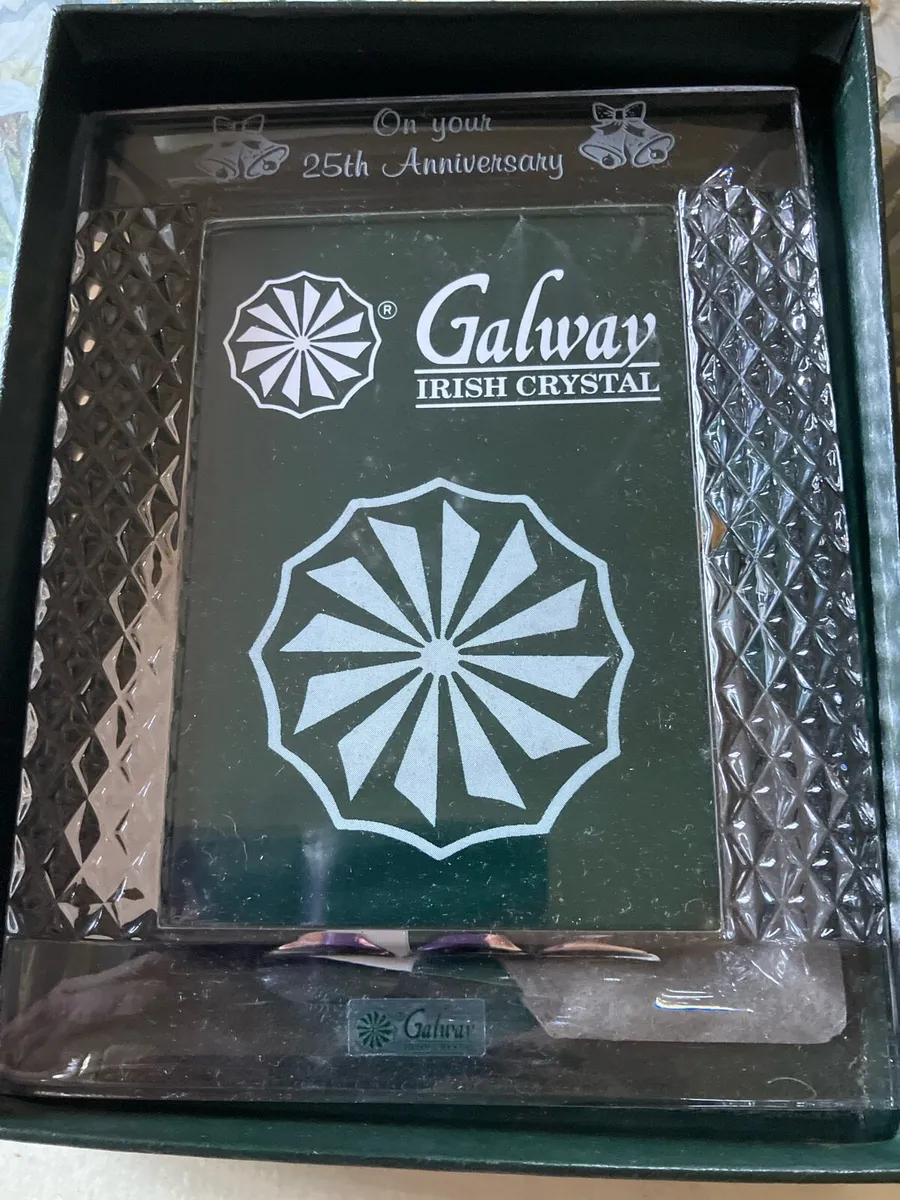 On your
25th Anniversary
®
Galway
IRISH CRYSTAL
Galway